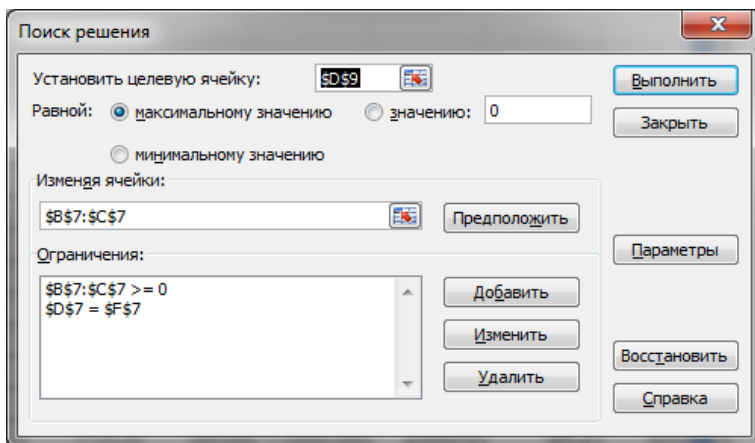 Поиск решения
Установить целевую ячейку: $D$9
Выполнить
Равной: максимальному значению значению: 0
Закрыть
минимальному значению
Изменяя ячейки:
$B$7:$C$7
Предположить
Ограничения:
Параметры
$B$7:$C$7 >= 0
$D$7 = $F$7
Добавить
Изменить
Удалить
Восстановить
Справка